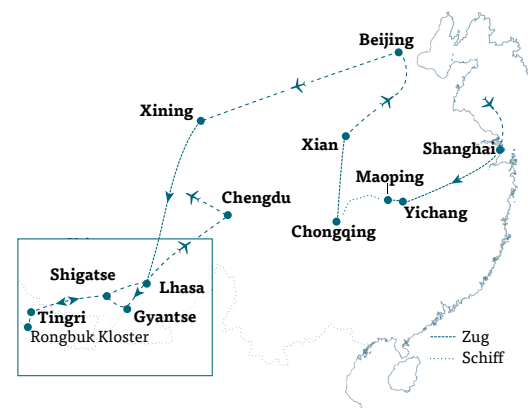 Beijing
Xining
Xian
Shanghai
Maoping
Chengdu
Yichang
Chongqing
Shigatse
Lhasa
Tingri
Gyantse
Rongbuk Kloster
Zug
Schiff